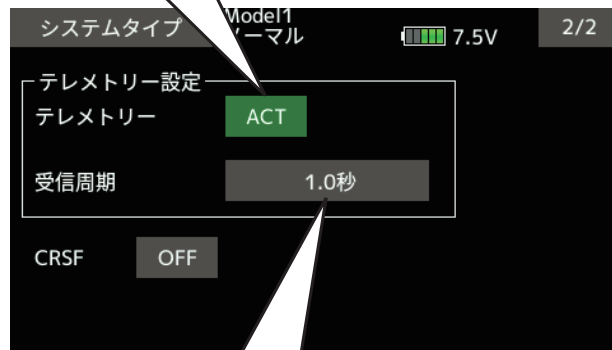 システムタイプ
Model1
ノーマル
7.5V
2/2
テレメトリー設定
テレメトリー
ACT
受信周期
1.0秒
CRSF
OFF